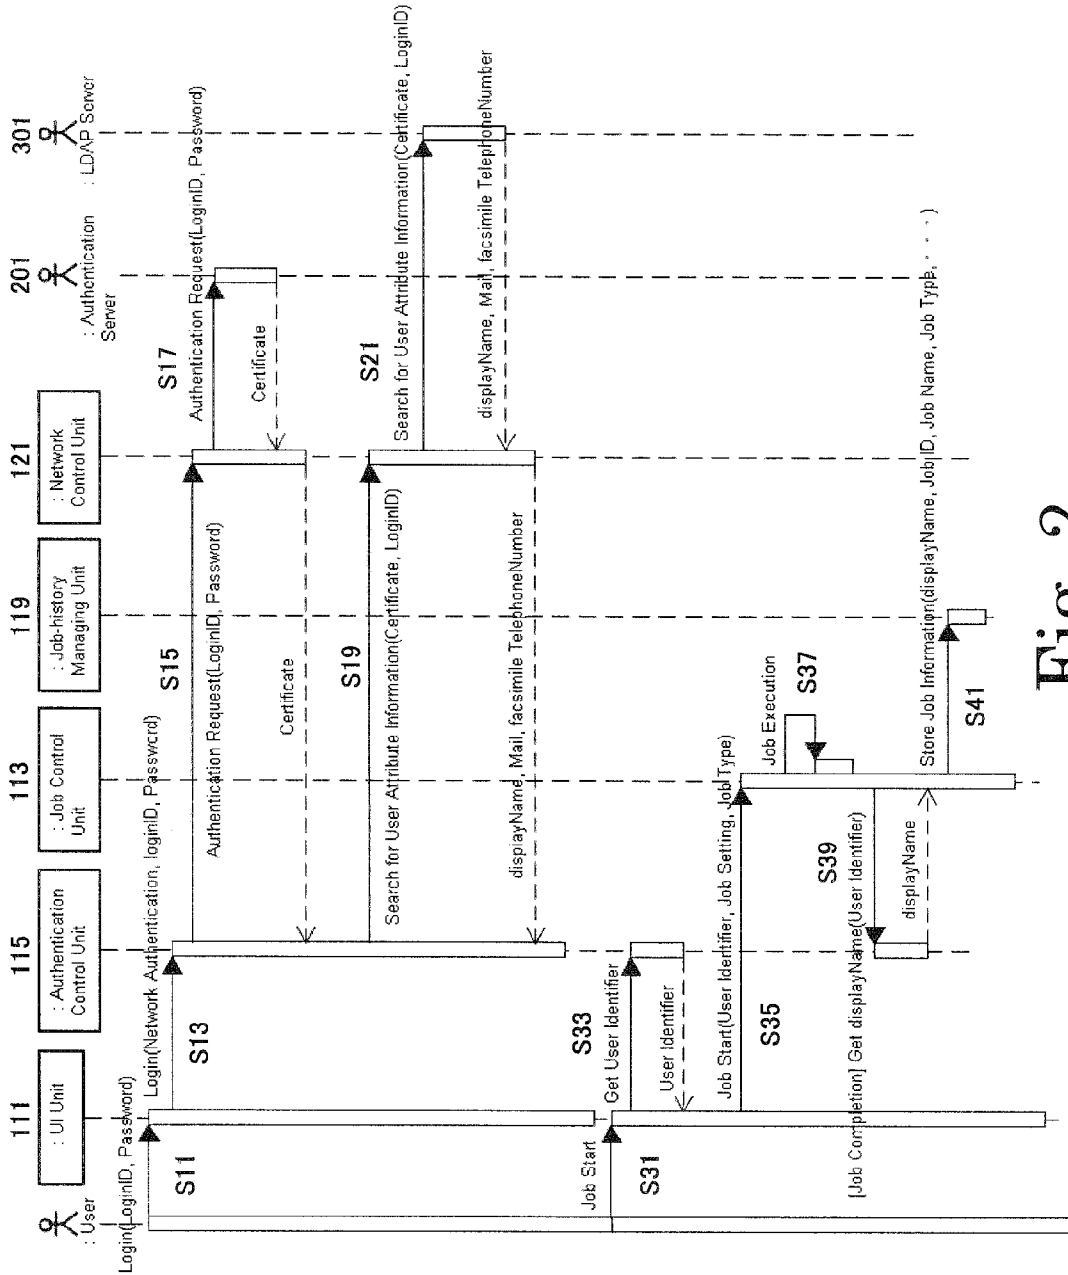 111
115
113
119
121
201
301
: User
: UI Unit
: Authentication
Control Unit
: Job Control
Unit
: Job-history
Managing Unit
: Network
Control Unit
: Authentication
Server
: LDAP Server
Login(LoginID, Password)
S11
Login(Network Authentication, loginID, Password)
S13
S15
Authentication Request(LoginID, Password)
S17
Authentication Request(LoginID, Password)
Certificate
Certificate
S19
Search for User Attribute Information(Certificate, LoginID)
S21
Search for User Attribute Information(Certificate, LoginID)
displayName, Mail, facsimile TelephoneNumber
displayName, Mail, facsimile TelephoneNumber
Job Start
S31
S33
Get User Identifier
User Identifier
Job Start(User Identifier, Job Setting, Job Type)
S35
Job Execution
S37
S39
[Job Completion] Get displayName(User Identifier)
displayName
Store Job Information(displayName, Job ID, Job Name, Job Type, · · · )
S41
Fig. 2